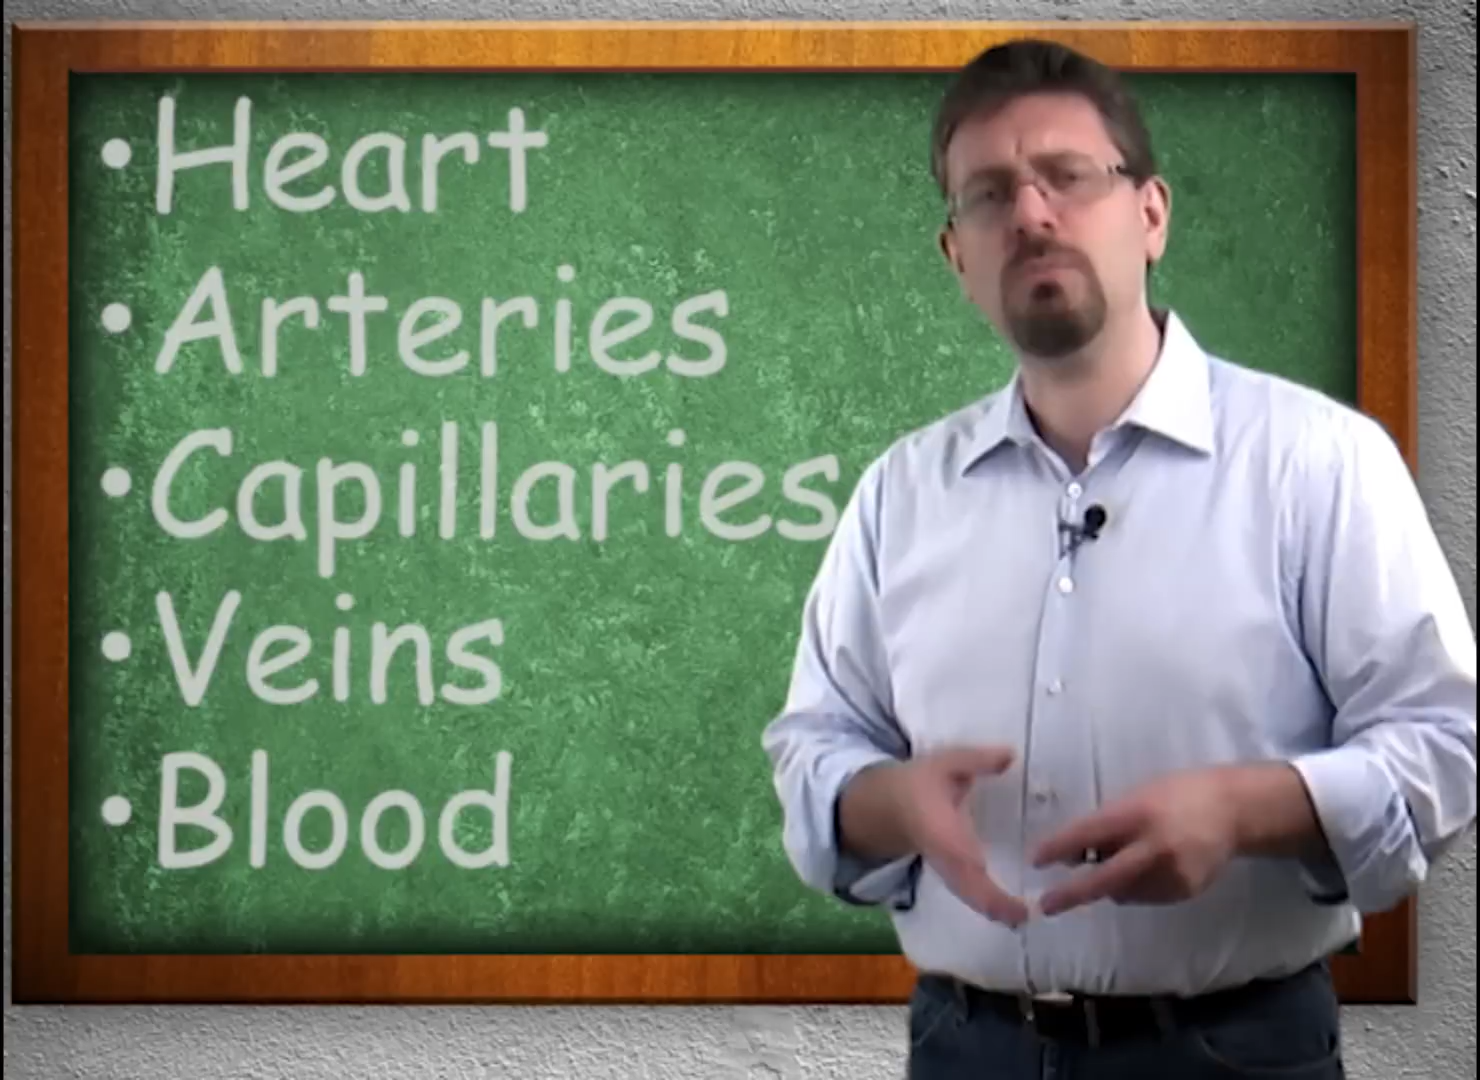 • Heart
• Arteries
• Capillaries
• Veins
• Blood